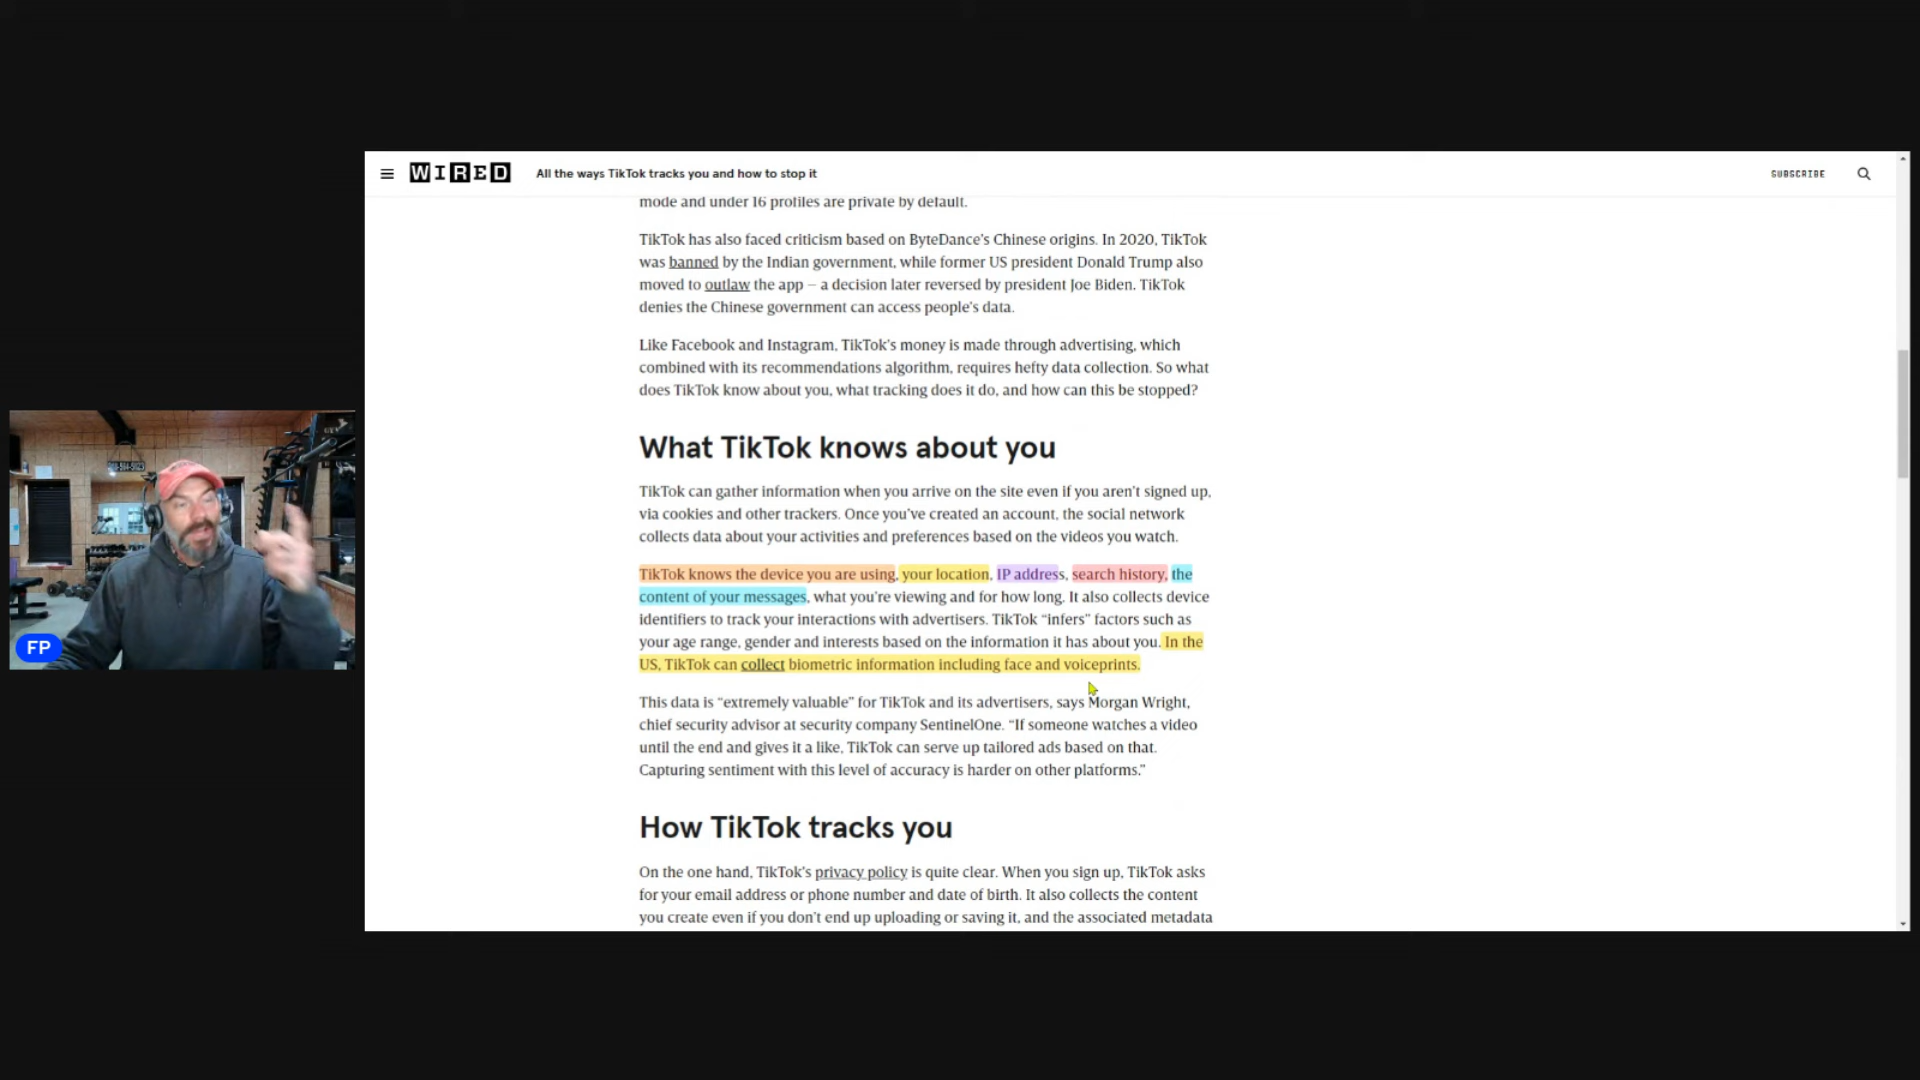 WIRED
All the ways TikTok tracks you and how to stop it
SUBSCRIBE
mode and under 16 profiles are private by default.
TikTok has also faced criticism based on ByteDance's Chinese origins. In 2020, TikTok
was banned by the Indian government, while former US president Donald Trump also
moved to outlaw the app – a decision later reversed by president Joe Biden. TikTok
denies the Chinese government can access people's data.
Like Facebook and Instagram, TikTok's money is made through advertising, which
combined with its recommendations algorithm, requires hefty data collection. So what
does TikTok know about you, what tracking does it do, and how can this be stopped?
What TikTok knows about you
TikTok can gather information when you arrive on the site even if you aren't signed up,
via cookies and other trackers. Once you've created an account, the social network
collects data about your activities and preferences based on the videos you watch.
TikTok knows the device you are using, your location, IP address, search history, the
content of your messages, what you're viewing and for how long. It also collects device
identifiers to track your interactions with advertisers. TikTok “infers” factors such as
your age range, gender and interests based on the information it has about you. In the
US, TikTok can collect biometric information including face and voiceprints.
This data is “extremely valuable” for TikTok and its advertisers, says Morgan Wright,
chief security advisor at security company SentinelOne. “If someone watches a video
until the end and gives it a like, TikTok can serve up tailored ads based on that.
Capturing sentiment with this level of accuracy is harder on other platforms.”
How TikTok tracks you
On the one hand, TikTok's privacy policy is quite clear. When you sign up, TikTok asks
for your email address or phone number and date of birth. It also collects the content
you create even if you don't end up uploading or saving it, and the associated metadata
FP